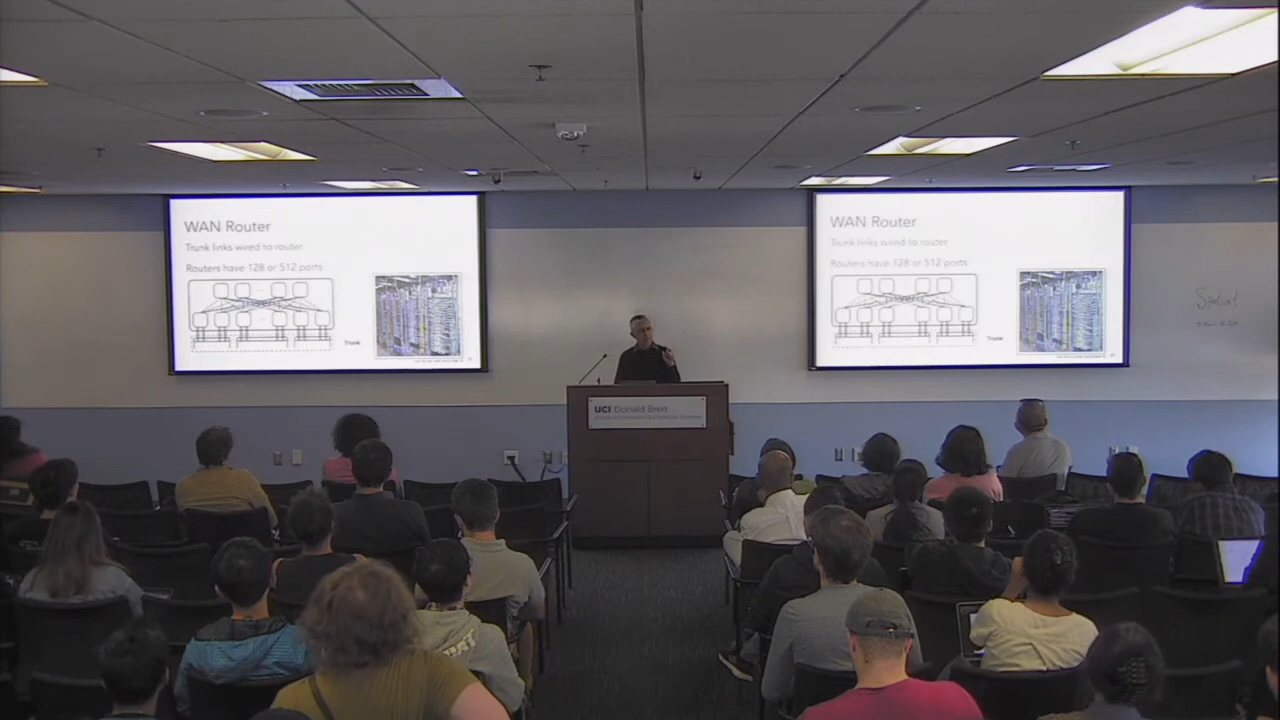 WAN Router
Trunk links wired to router
Routers have 128 or 512 ports
Trunk
WAN Router
Trunk links wired to router
Routers have 128 or 512 ports
Trunk
UCI Donald Bren
Spatial